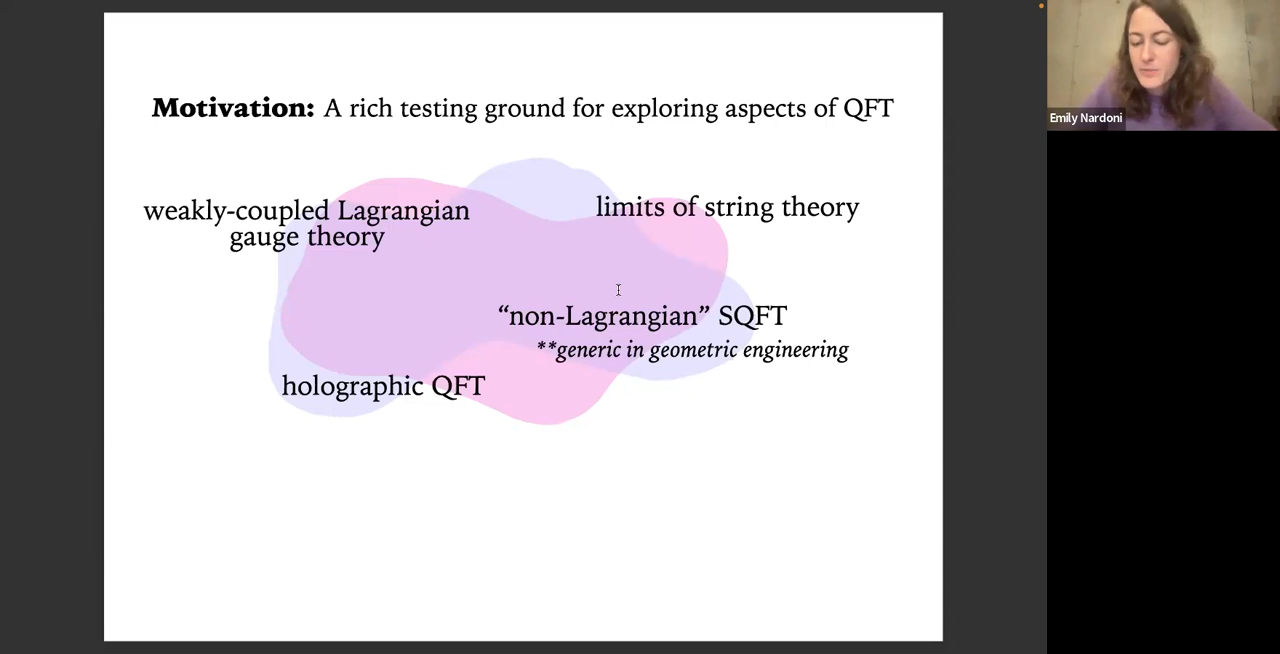 Motivation: A rich testing ground for exploring aspects of QFT
weakly-coupled Lagrangian
gauge theory
limits of string theory
“non-Lagrangian” SQFT
**generic in geometric engineering
holographic QFT
Emily Nardoni